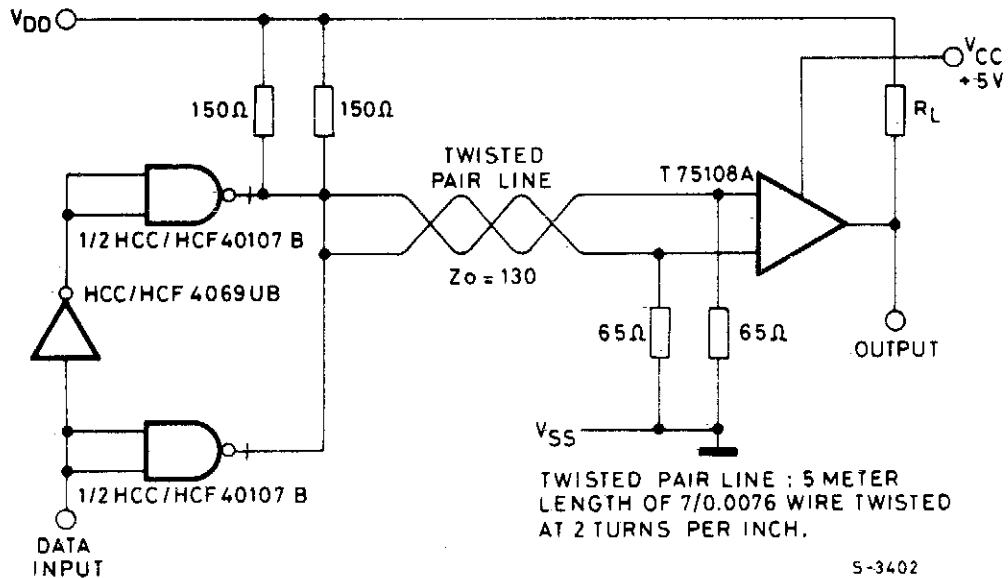 VDD
VCC
+5V
150Ω
150Ω
RL
TWISTED
PAIR LINE
T75108A
1/2 HCC/HCF40107 B
Zo = 130
HCC/HCF 4069UB
65Ω
65Ω
OUTPUT
VSS
1/2 HCC/HCF40107 B
TWISTED PAIR LINE : 5 METER
LENGTH OF 7/0.0076 WIRE TWISTED
AT 2 TURNS PER INCH.
DATA
INPUT
S-3402